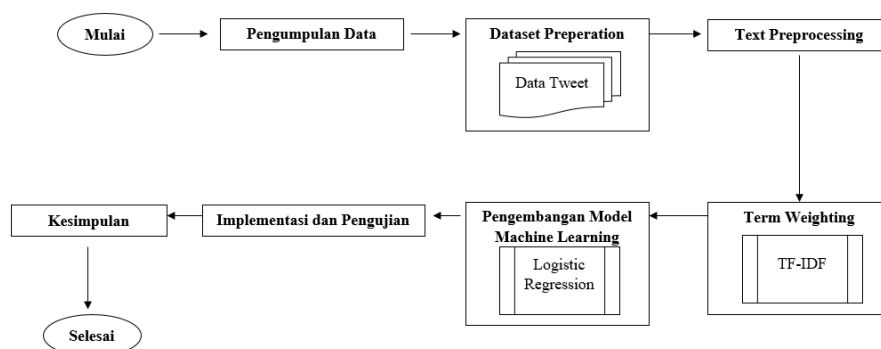 Mulai
Pengumpulan Data
Dataset Preperation
Data Tweet
Text Preprocessing
Term Weighting
TF-IDF
Pengembangan Model
Machine Learning
Logistic
Regression
Implementasi dan Pengujian
Kesimpulan
Selesai